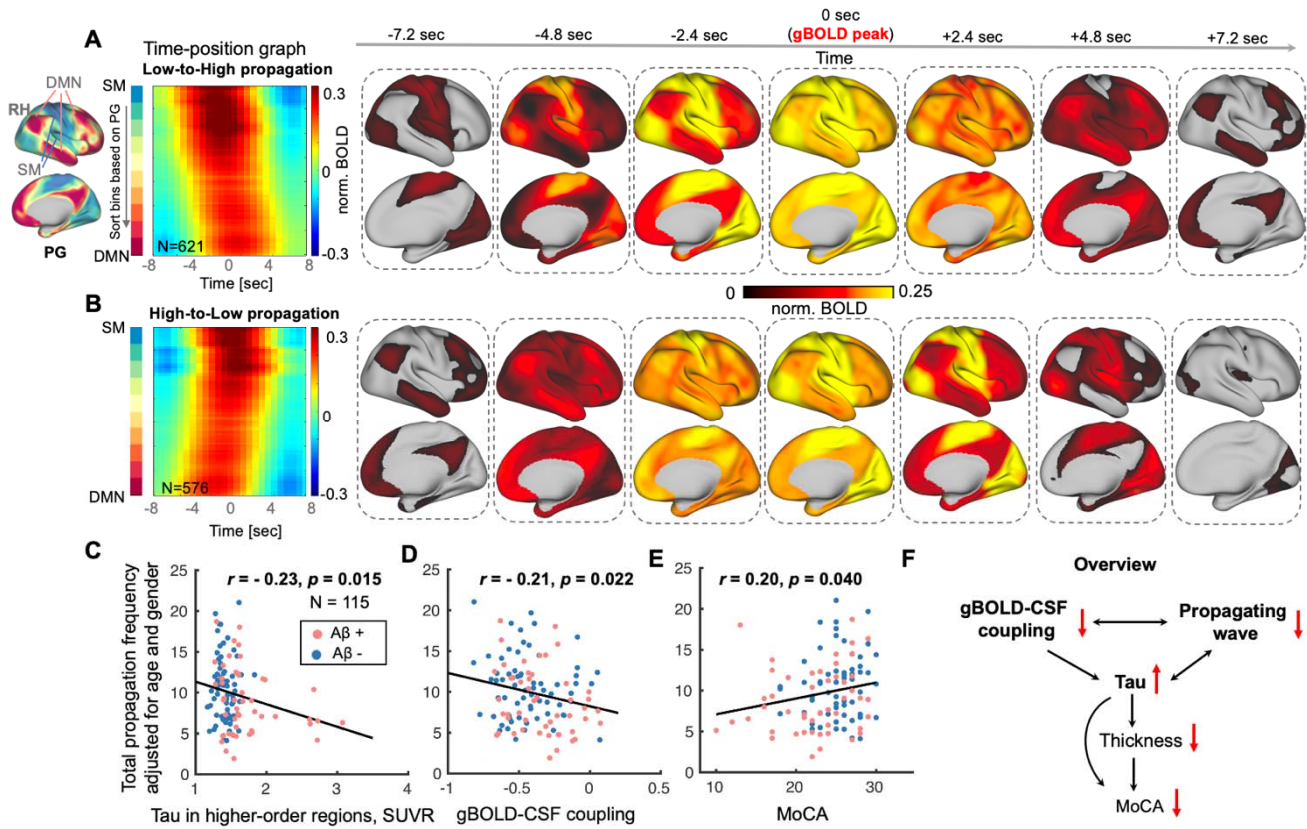 A
Time-position graph
Low-to-High propagation
DMN
RH
SM
PG
SM
Sort bins based on PG
DMN
N=621
-8 -4 0 4 8
Time [sec]
0.3
0
-0.3
norm. BOLD
0 sec
-7.2 sec -4.8 sec -2.4 sec (gBOLD peak) +2.4 sec +4.8 sec +7.2 sec
Time
0 0.25
norm. BOLD
B
High-to-Low propagation
SM
DMN
N=576
-8 -4 0 4 8
Time [sec]
0.3
0
-0.3
C
r = - 0.23, p = 0.015
N = 115
Aβ +
Aβ -
Total propagation frequency
adjusted for age and gender
25
20
15
10
5
0
1 2 3 4
Tau in higher-order regions, SUVR
D
r = - 0.21, p = 0.022
25
20
15
10
5
0
-1 -0.5 0 0.5
gBOLD-CSF coupling
E
r = 0.20, p = 0.040
25
20
15
10
5
0
10 20 30
MoCA
F
Overview
gBOLD-CSF
coupling
Propagating
wave
Tau
Thickness
MoCA